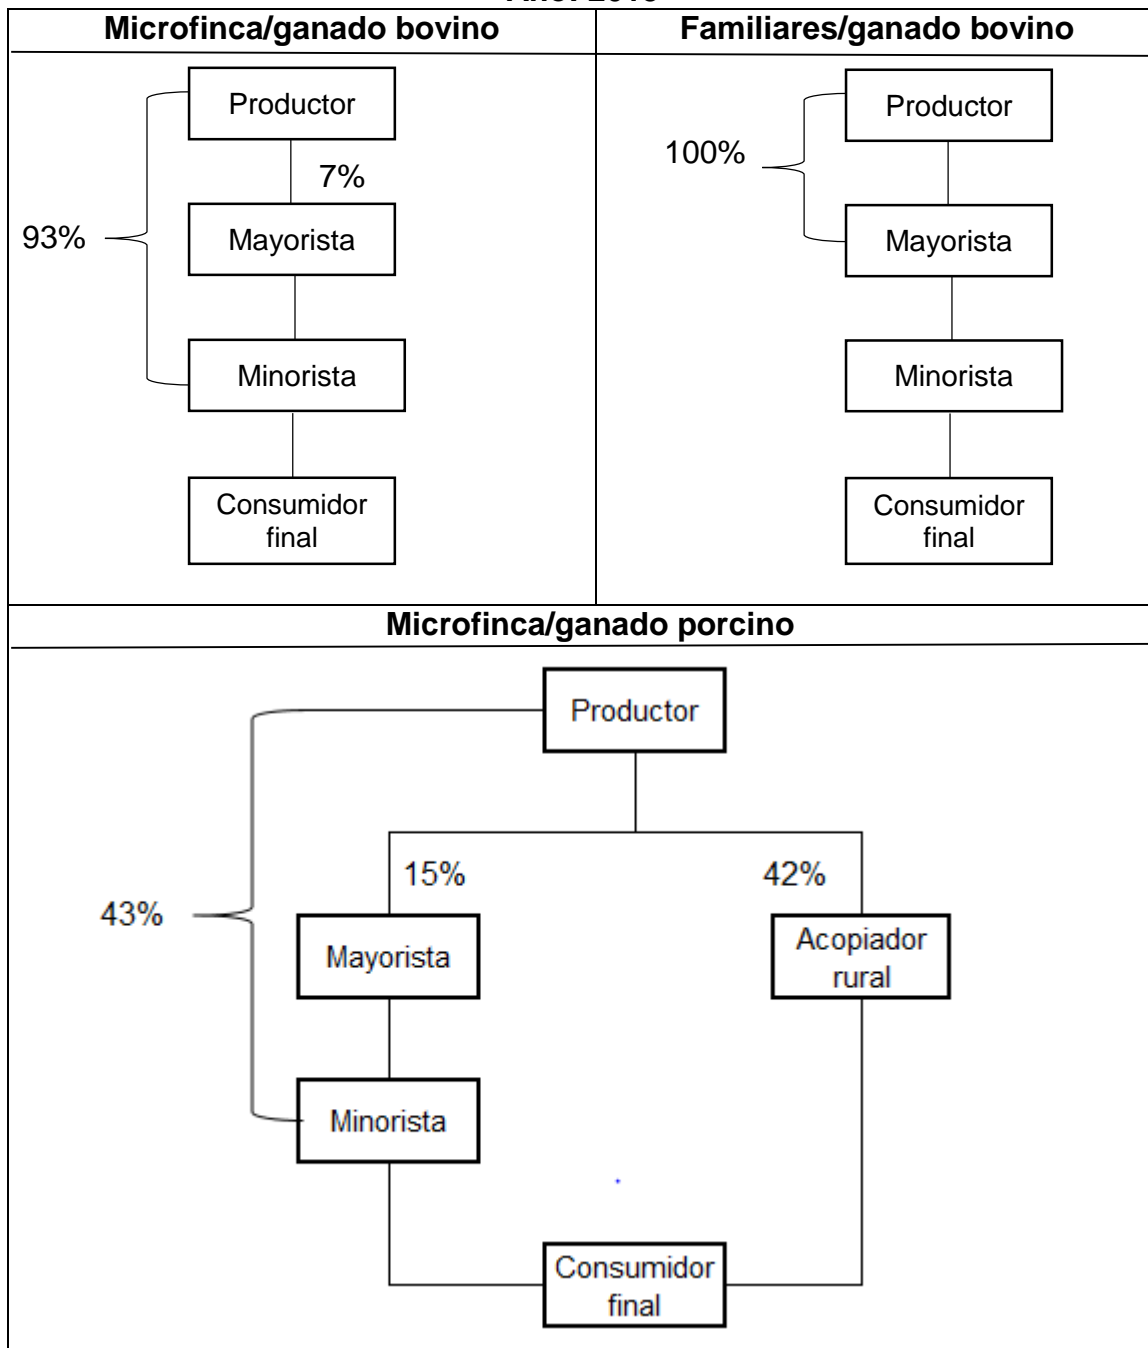 Microfinca/ganado bovino
Productor
7%
93%
Mayorista
Minorista
Consumidor
final
Familiares/ganado bovino
Productor
100%
Mayorista
Minorista
Consumidor
final
Microfinca/ganado porcino
Productor
15%
42%
43%
Mayorista
Acopiador
rural
Minorista
Consumidor
final